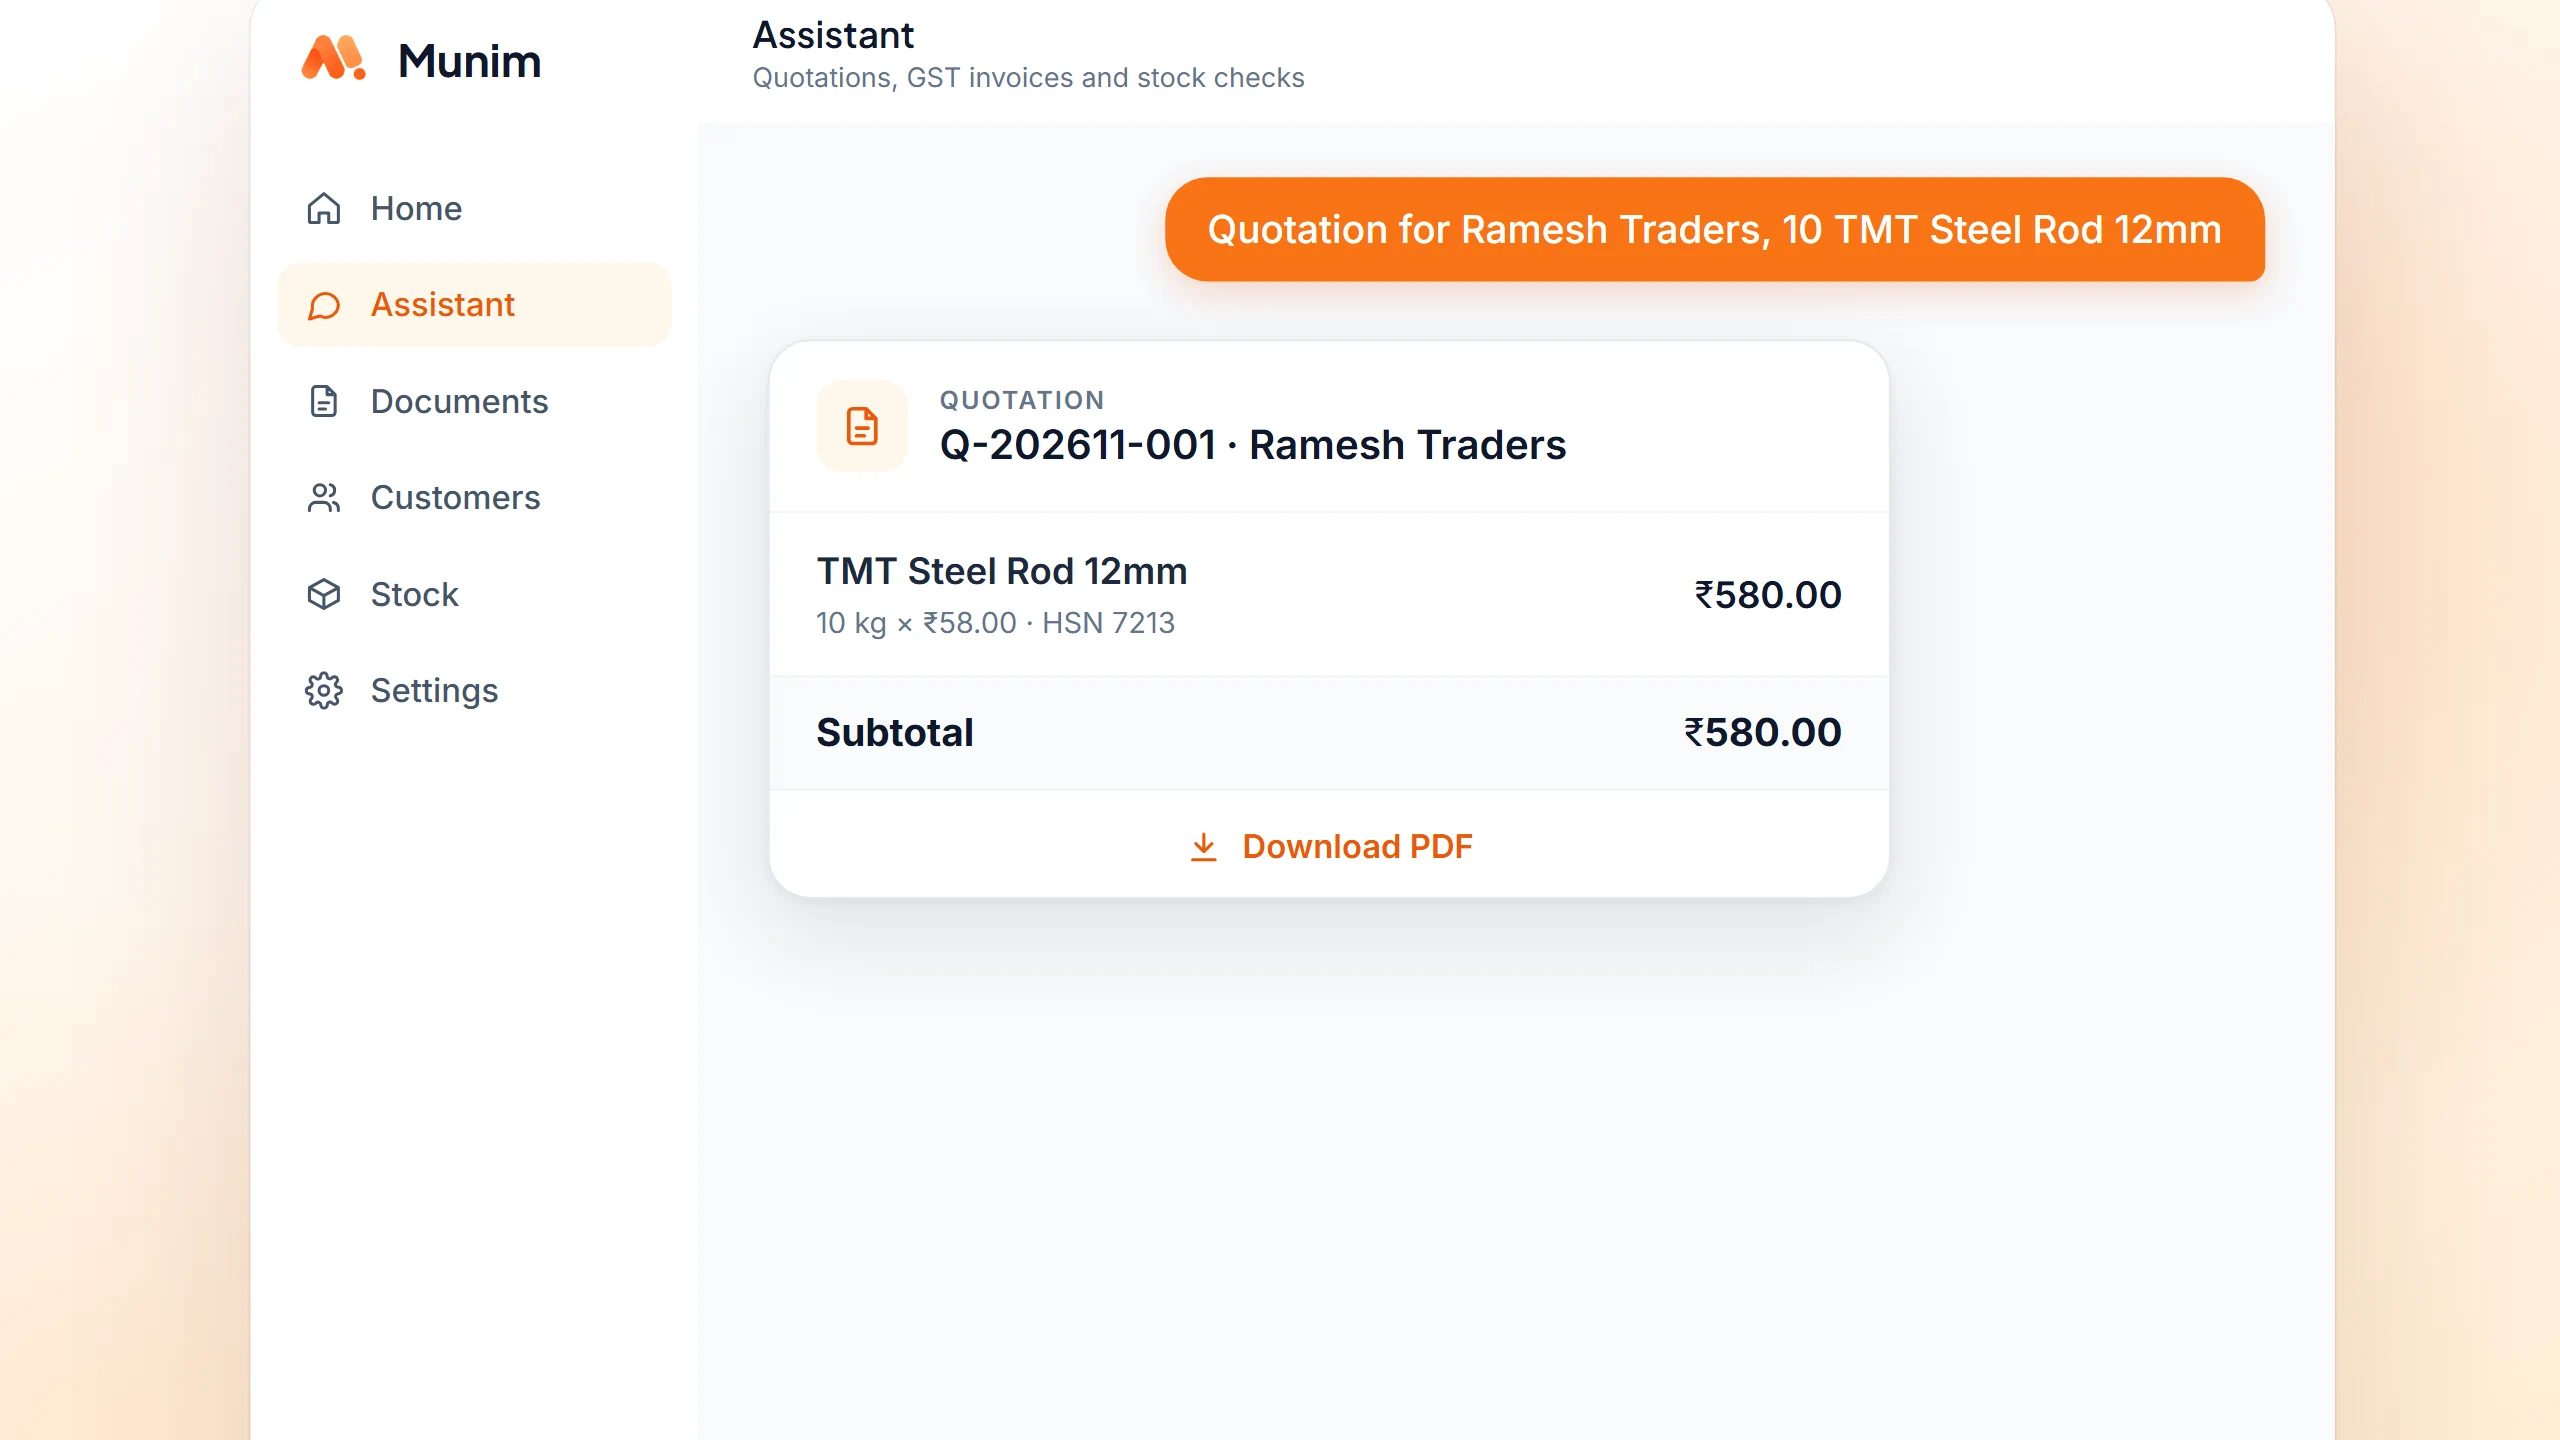 Munim
Home
Assistant
Documents
Customers
Stock
Settings
Assistant
Quotations, GST invoices and stock checks
Quotation for Ramesh Traders, 10 TMT Steel Rod 12mm
QUOTATION
Q-202611-001 · Ramesh Traders
TMT Steel Rod 12mm
10 kg × ₹58.00 · HSN 7213
₹580.00
Subtotal
₹580.00
Download PDF